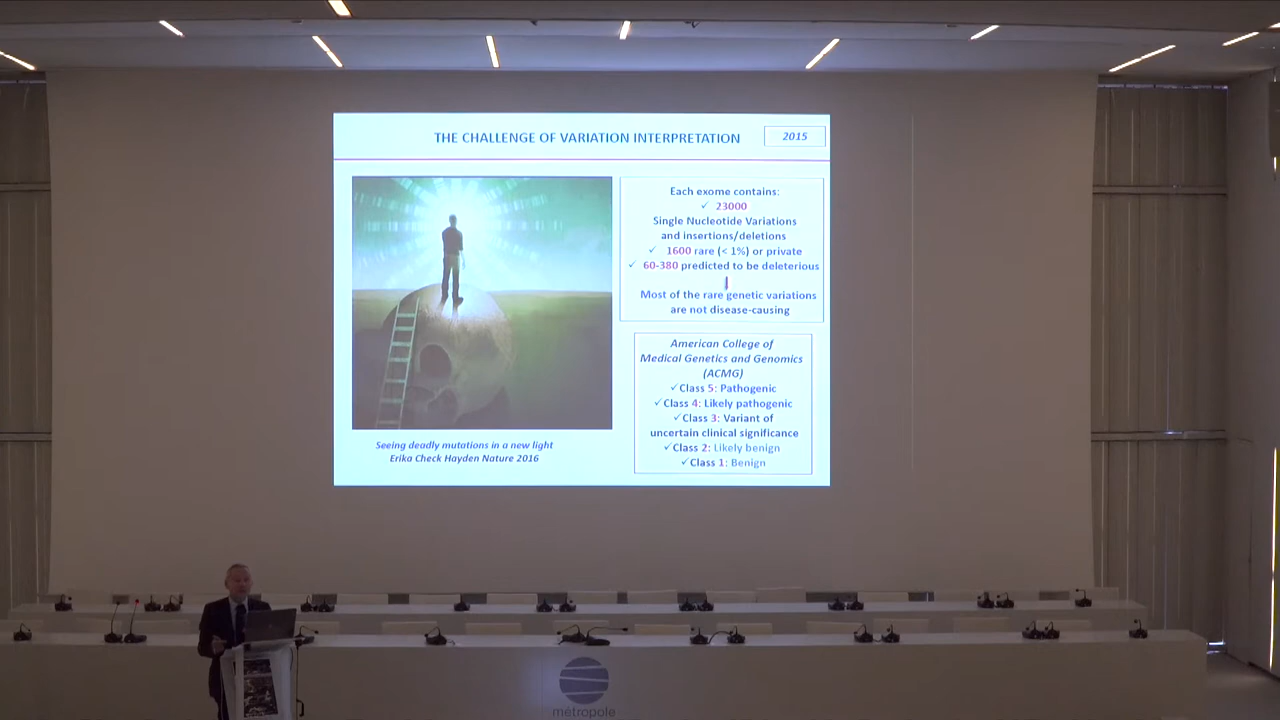 THE CHALLENGE OF VARIATION INTERPRETATION
2015
Each exome contains:
✓ 23000
Single Nucleotide Variations
and insertions/deletions
✓ 1600 rare (< 1%) or private
✓ 60-380 predicted to be deleterious
Most of the rare genetic variations
are not disease-causing
American College of
Medical Genetics and Genomics
(ACMG)
✓Class 5: Pathogenic
✓Class 4: Likely pathogenic
✓Class 3: Variant of
uncertain clinical significance
✓Class 2: Likely benign
✓Class 1: Benign
Seeing deadly mutations in a new light
Erika Check Hayden Nature 2016
métropole